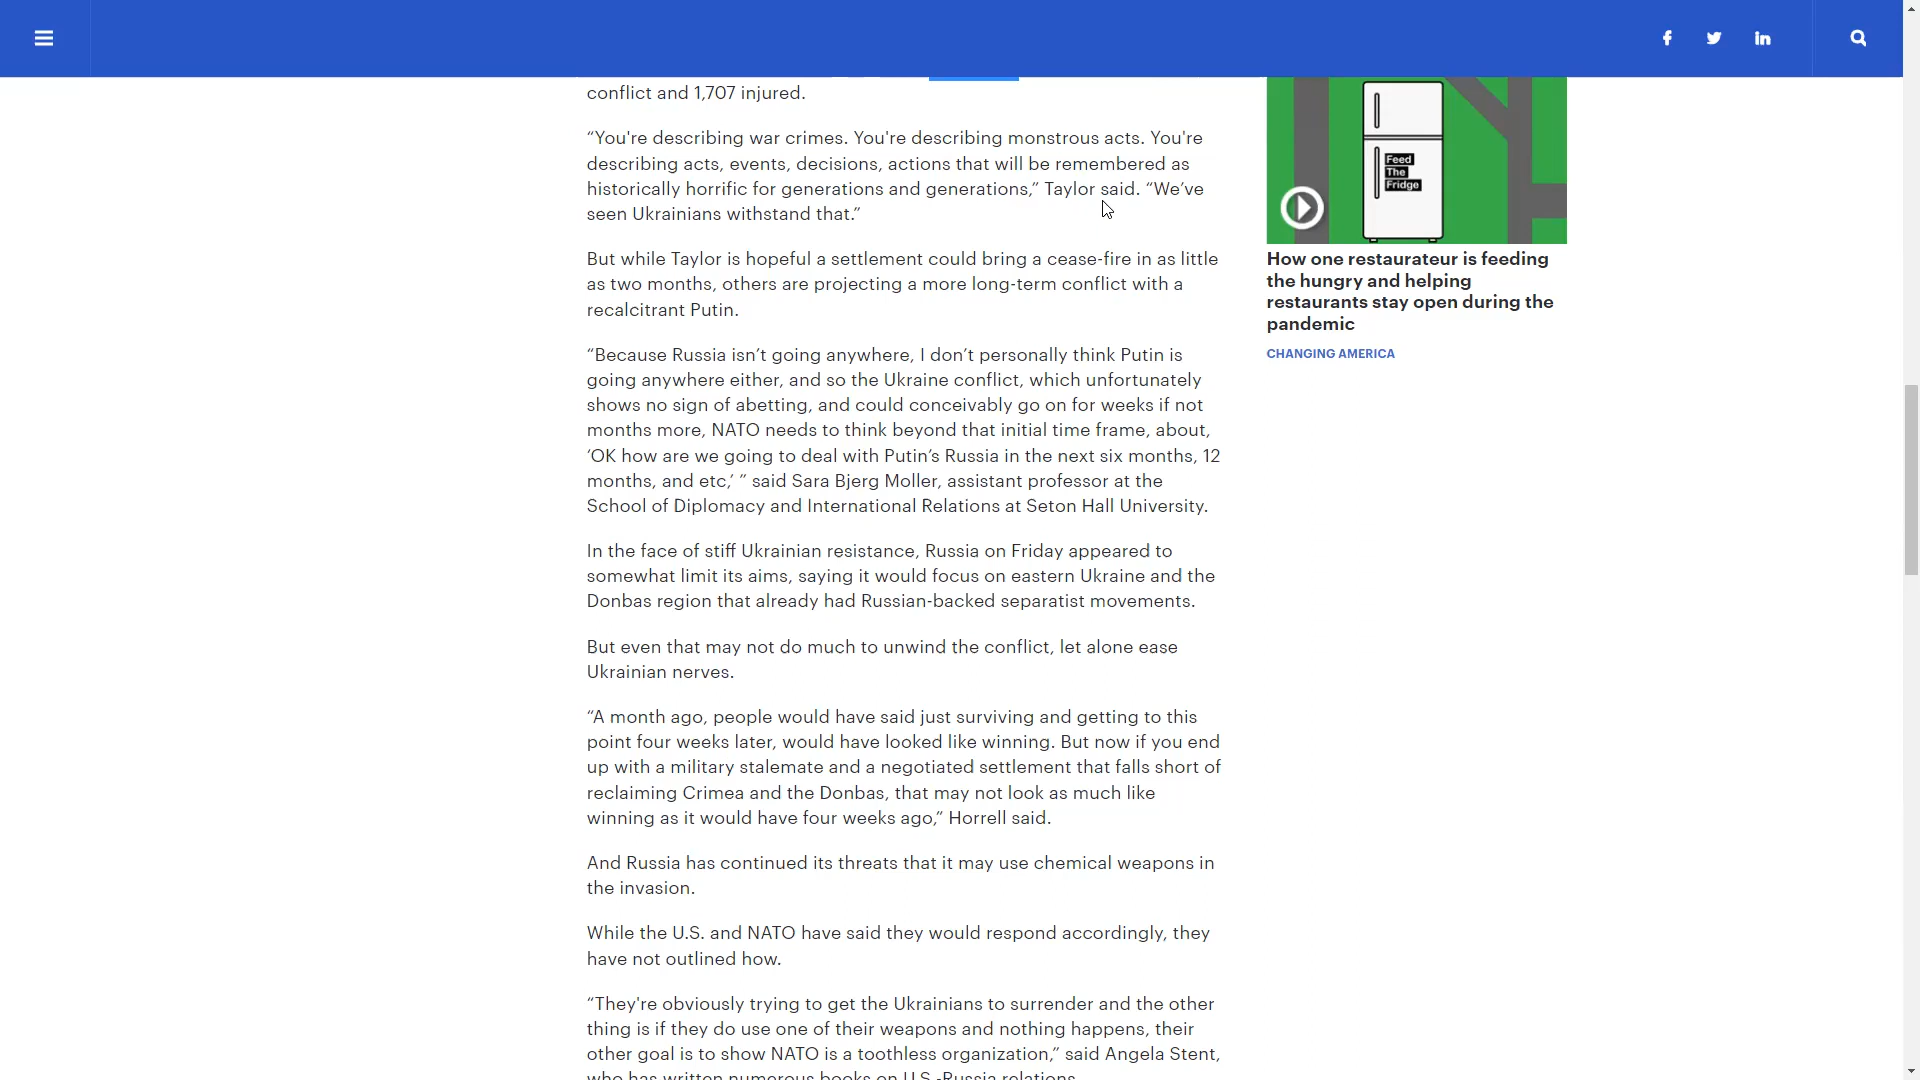 conflict and 1,707 injured.
“You're describing war crimes. You're describing monstrous acts. You're
describing acts, events, decisions, actions that will be remembered as
historically horrific for generations and generations,” Taylor said. “We’ve
seen Ukrainians withstand that.”
But while Taylor is hopeful a settlement could bring a cease-fire in as little
as two months, others are projecting a more long-term conflict with a
recalcitrant Putin.
“Because Russia isn’t going anywhere, I don’t personally think Putin is
going anywhere either, and so the Ukraine conflict, which unfortunately
shows no sign of abetting, and could conceivably go on for weeks if not
months more, NATO needs to think beyond that initial time frame, about,
‘OK how are we going to deal with Putin’s Russia in the next six months, 12
months, and etc,’ ” said Sara Bjerg Moller, assistant professor at the
School of Diplomacy and International Relations at Seton Hall University.
In the face of stiff Ukrainian resistance, Russia on Friday appeared to
somewhat limit its aims, saying it would focus on eastern Ukraine and the
Donbas region that already had Russian-backed separatist movements.
But even that may not do much to unwind the conflict, let alone ease
Ukrainian nerves.
“A month ago, people would have said just surviving and getting to this
point four weeks later, would have looked like winning. But now if you end
up with a military stalemate and a negotiated settlement that falls short of
reclaiming Crimea and the Donbas, that may not look as much like
winning as it would have four weeks ago,” Horrell said.
And Russia has continued its threats that it may use chemical weapons in
the invasion.
While the U.S. and NATO have said they would respond accordingly, they
have not outlined how.
“They're obviously trying to get the Ukrainians to surrender and the other
thing is if they do use one of their weapons and nothing happens, their
other goal is to show NATO is a toothless organization,” said Angela Stent,
who has written numerous books on U.S.-Russia relations.
Feed
The
Fridge
How one restaurateur is feeding
the hungry and helping
restaurants stay open during the
pandemic
CHANGING AMERICA